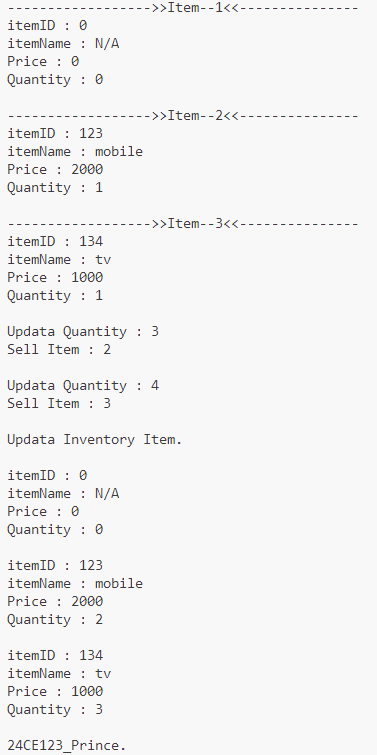 ------------------>>Item--1<<---------------
itemID : 0
itemName : N/A
Price : 0
Quantity : 0
------------------>>Item--2<<---------------
itemID : 123
itemName : mobile
Price : 2000
Quantity : 1
------------------>>Item--3<<---------------
itemID : 134
itemName : tv
Price : 1000
Quantity : 1
Updata Quantity : 3
Sell Item : 2
Updata Quantity : 4
Sell Item : 3
Updata Inventory Item.
itemID : 0
itemName : N/A
Price : 0
Quantity : 0
itemID : 123
itemName : mobile
Price : 2000
Quantity : 2
itemID : 134
itemName : tv
Price : 1000
Quantity : 3
24CE123_Prince.